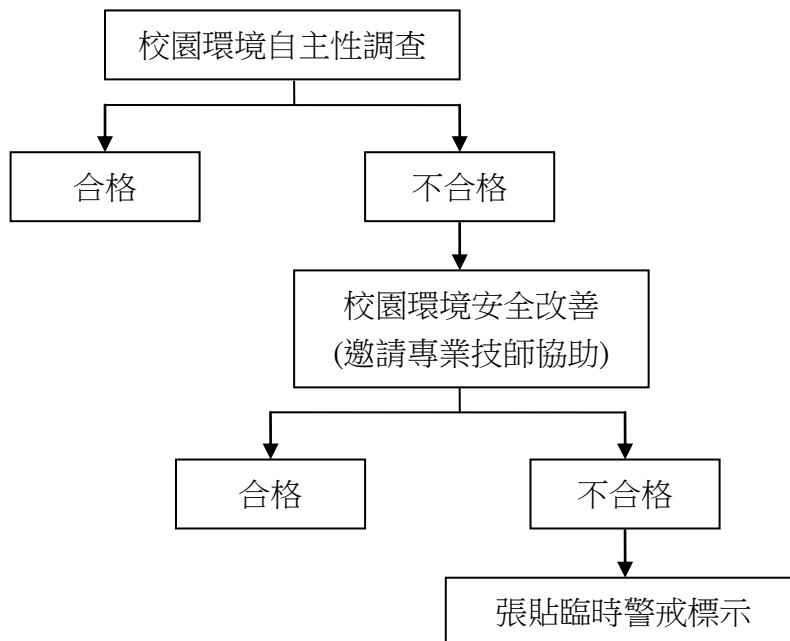 校園環境自主性調查
合格
不合格
校園環境安全改善
(邀請專業技師協助)
合格
不合格
張貼臨時警戒標示